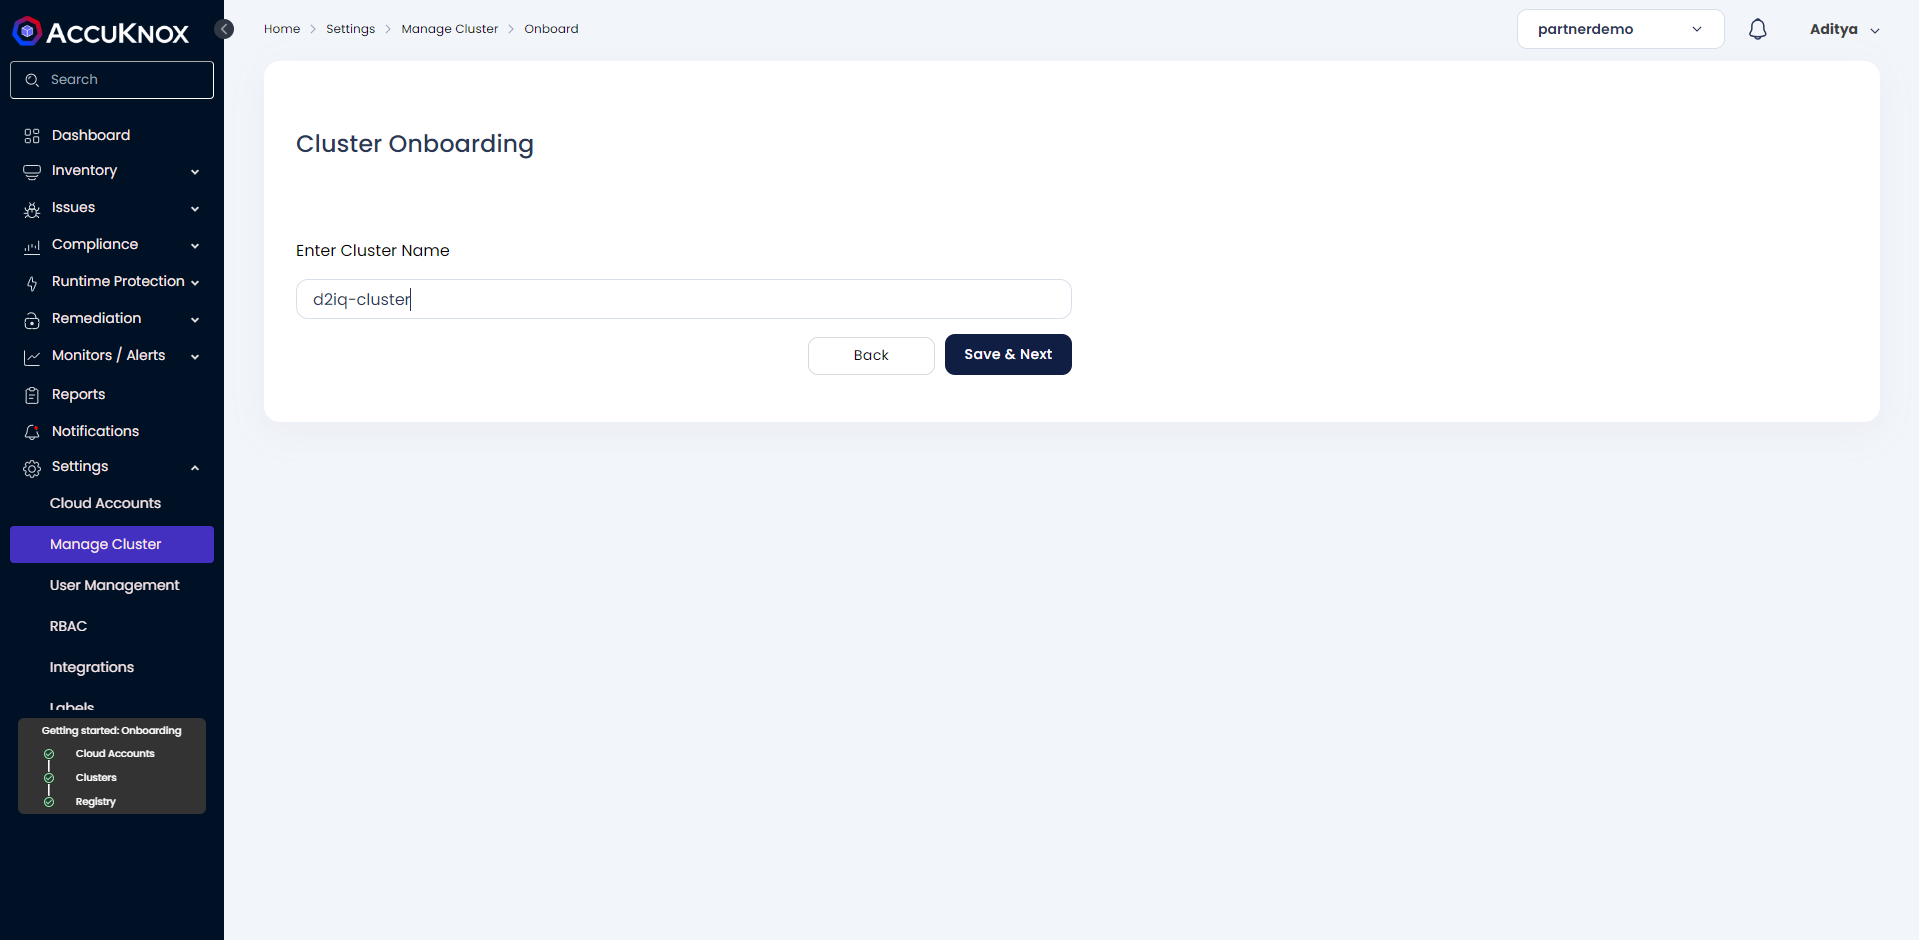 ACCUKNOX
Search
Dashboard
Inventory
Issues
Compliance
Runtime Protection
Remediation
Monitors / Alerts
Reports
Notifications
Settings
Cloud Accounts
Manage Cluster
User Management
RBAC
Integrations
Labels
Getting started: Onboarding
Cloud Accounts
Clusters
Registry
Home > Settings > Manage Cluster > Onboard
partnerdemo
Aditya
Cluster Onboarding
Enter Cluster Name
d2iq-cluster
Back
Save & Next